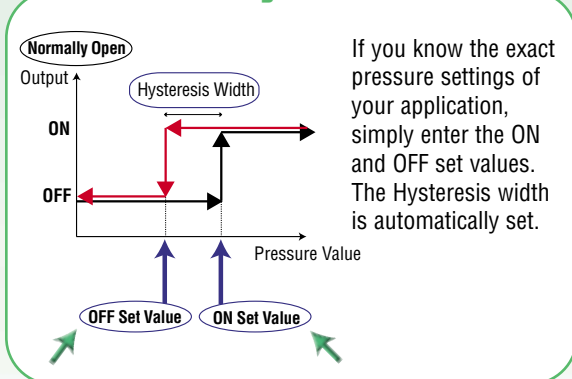 Normally Open
Output
Hysteresis Width
ON
OFF
Pressure Value
OFF Set Value
ON Set Value
If you know the exact
pressure settings of
your application,
simply enter the ON
and OFF set values.
The Hysteresis width
is automatically set.